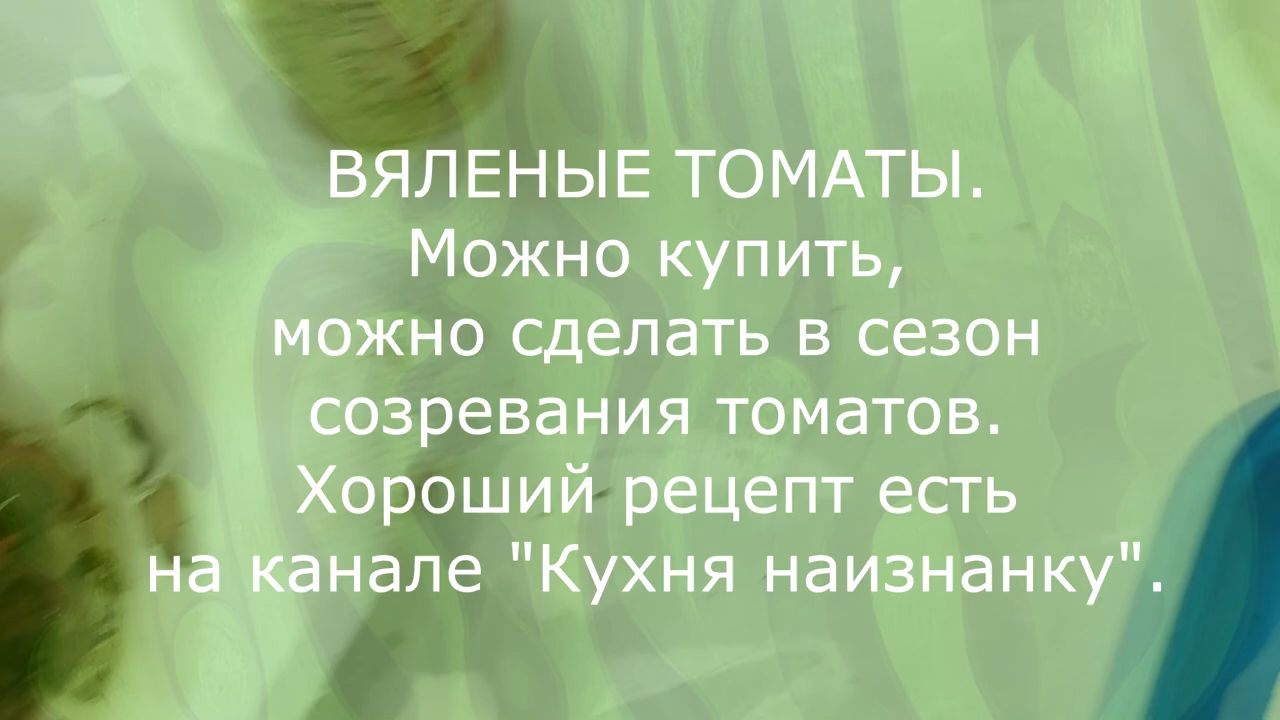 ВЯЛЕНЫЕ ТОМАТЫ.
Можно купить,
можно сделать в сезон
созревания томатов.
Хороший рецепт есть
на канале "Кухня наизнанку".